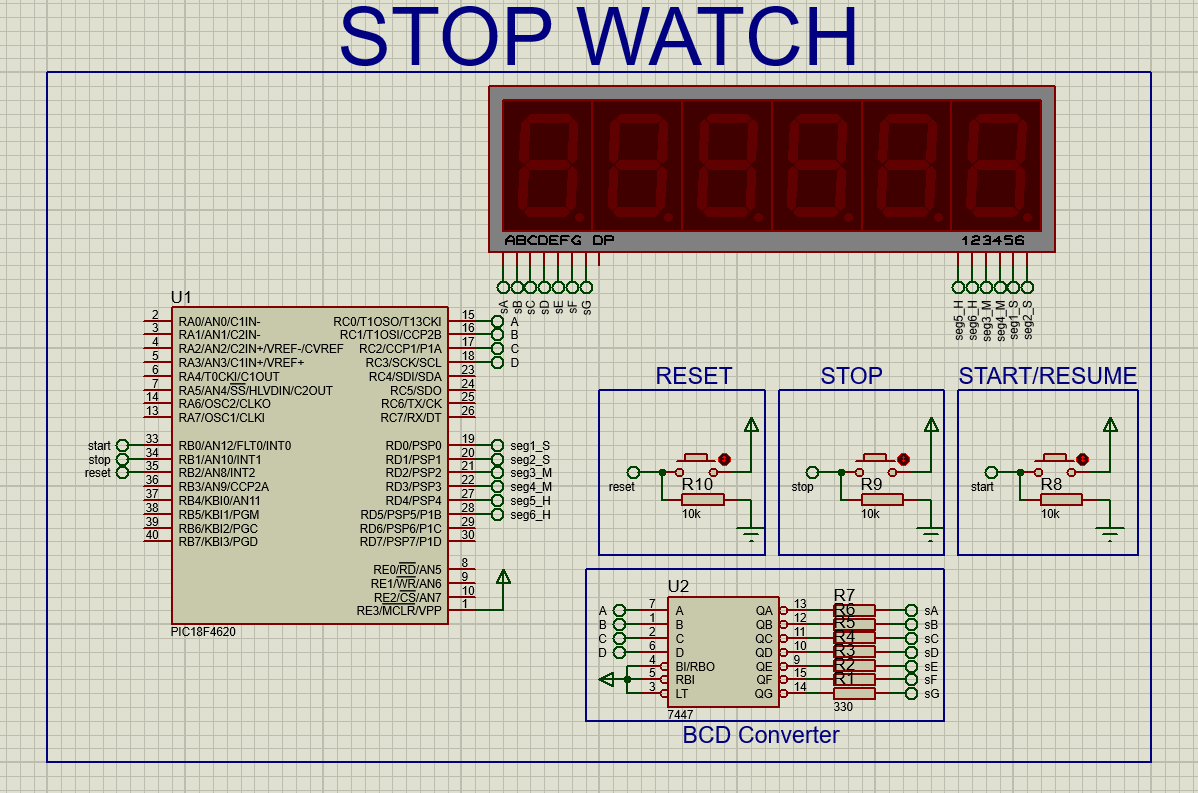 STOP WATCH
ABCDEFG DP
123456
sA
sB
sC
sD
sE
sF
sG
seg5_H
seg6_H
seg3_M
seg4_M
seg1_S
seg2_S
U1
2 RA0/AN0/C1IN- RC0/T1OSO/T13CKI 15 A
3 RA1/AN1/C2IN- RC1/T1OSI/CCP2B 16 B
4 RA2/AN2/C2IN+/VREF-/CVREF RC2/CCP1/P1A 17 C
5 RA3/AN3/C1IN+/VREF+ RC3/SCK/SCL 18 D
6 RA4/T0CKI/C1OUT RC4/SDI/SDA 23
7 RA5/AN4/SS/HLVDIN/C2OUT RC5/SDO 24
14 RA6/OSC2/CLKO RC6/TX/CK 25
13 RA7/OSC1/CLKI RC7/RX/DT 26
start 33 RB0/AN12/FLT0/INT0 RD0/PSP0 19 seg1_S
stop 34 RB1/AN10/INT1 RD1/PSP1 20 seg2_S
reset 35 RB2/AN8/INT2 RD2/PSP2 21 seg3_M
36 RB3/AN9/CCP2A RD3/PSP3 22 seg4_M
37 RB4/KBI0/AN11 RD4/PSP4 27 seg5_H
38 RB5/KBI1/PGM RD5/PSP5/P1B 28 seg6_H
39 RB6/KBI2/PGC RD6/PSP6/P1C 29
40 RB7/KBI3/PGD RD7/PSP7/P1D 30
RE0/RD/AN5 8
RE1/WR/AN6 9
RE2/CS/AN7 10
RE3/MCLR/VPP 1
PIC18F4620
RESET
reset
R10
10k
STOP
stop
R9
10k
START/RESUME
start
R8
10k
U2
A 7 A QA 13 R7 sA
B 1 B QB 12 R6 sB
C 2 C QC 11 R5 sC
D 6 D QD 10 R4 sD
4 BI/RBO QE 9 R3 sE
5 RBI QF 15 R2 sF
3 LT QG 14 R1 sG
7447
330
BCD Converter